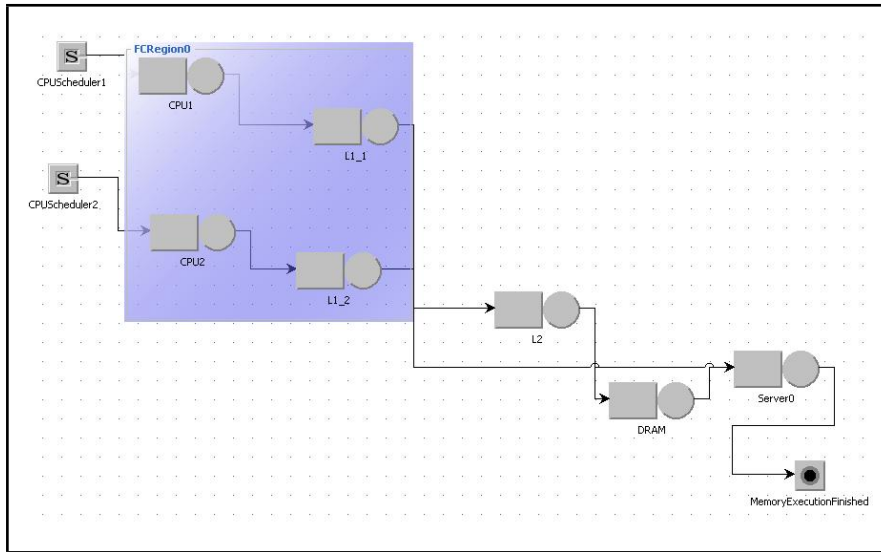 FCRegion0
S
CPUScheduler1
CPU1
L1_1
S
CPUScheduler2
CPU2
L1_2
L2
Server0
DRAM
MemoryExecutionFinished